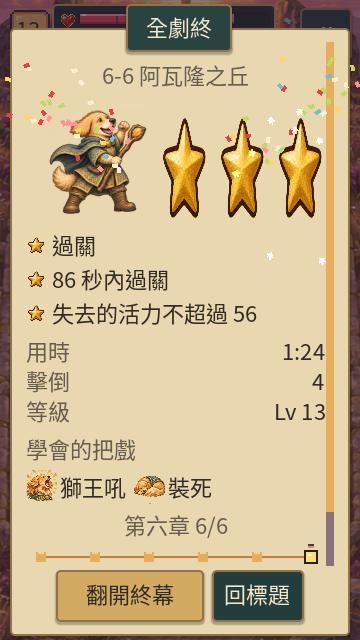 全劇終
6-6 阿瓦隆之丘
過關
86 秒內過關
失去的活力不超過 56
用時 1:24
擊倒 4
等級 Lv 13
學會的把戲
獅王吼 裝死
第六章 6/6
翻開終幕 回標題